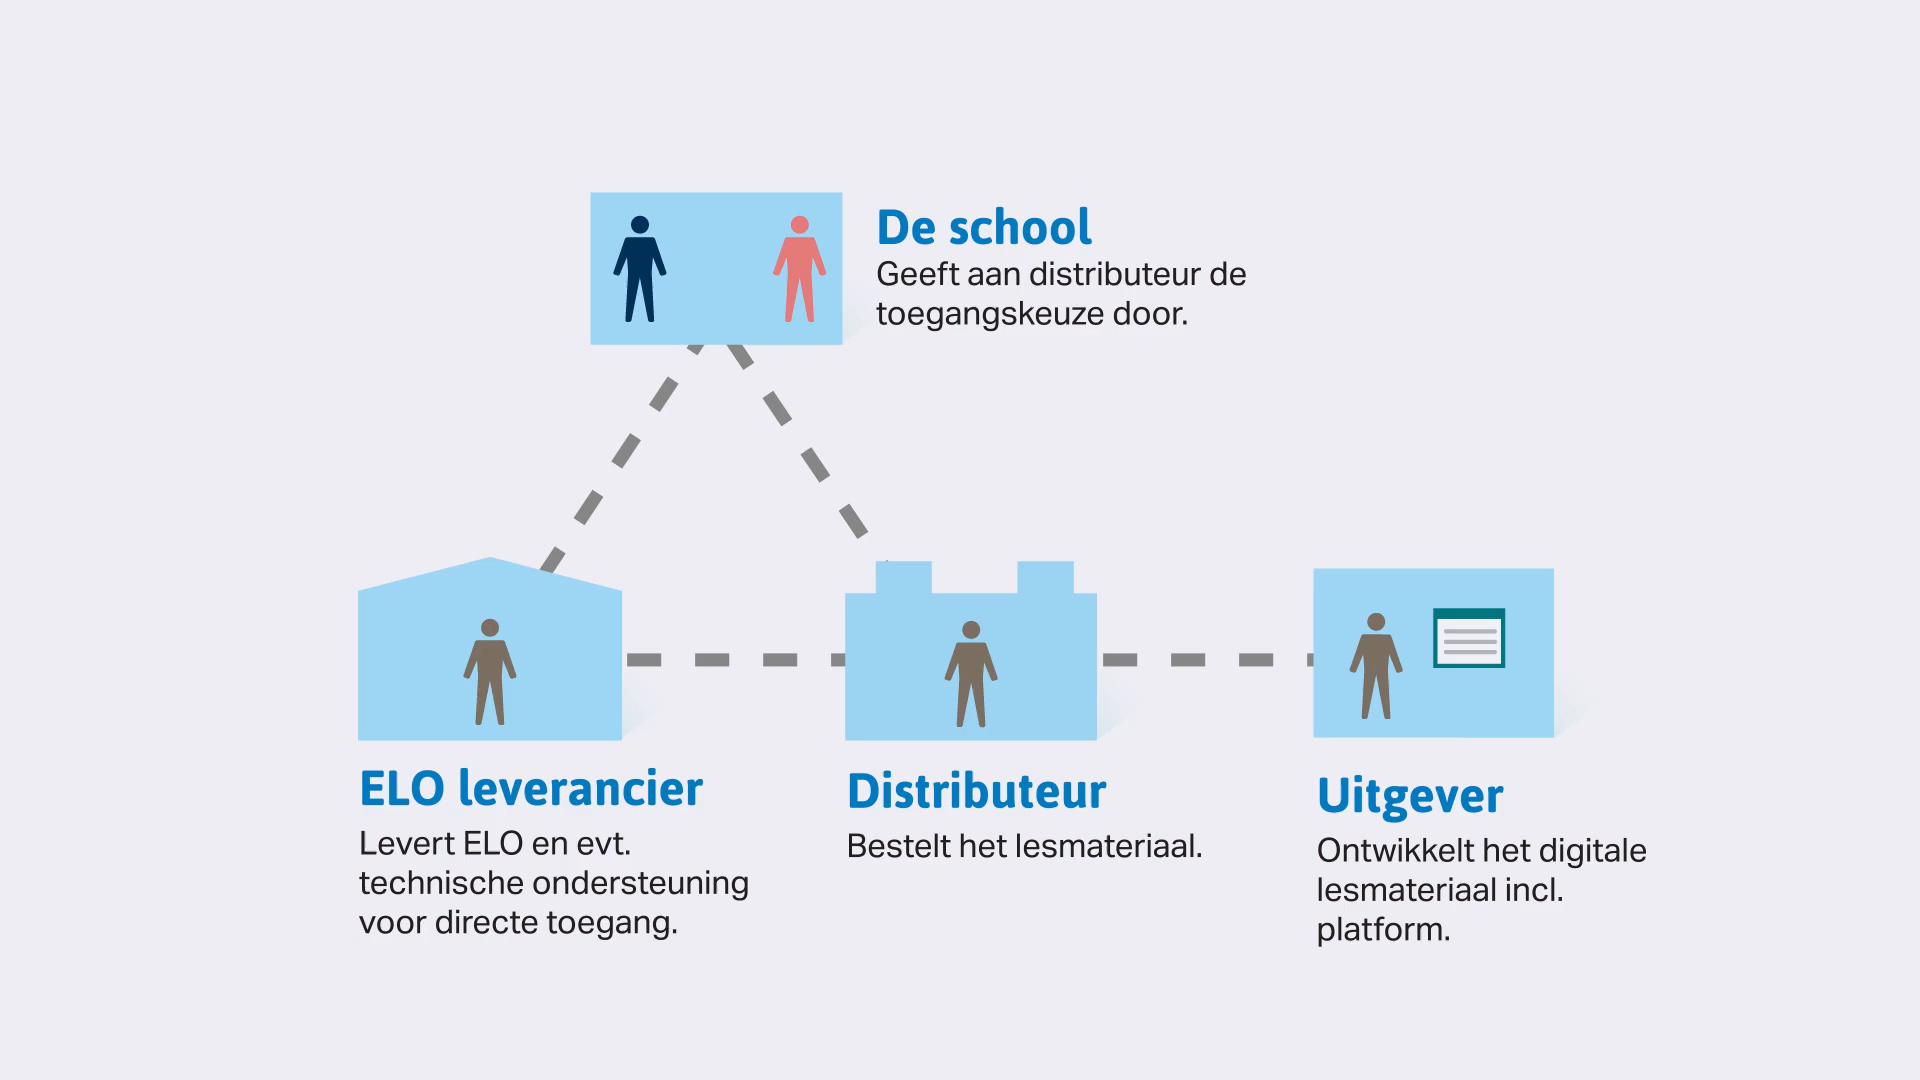 De school
Geeft aan distributeur de
toegangskeuze door.
ELO leverancier
Levert ELO en evt.
technische ondersteuning
voor directe toegang.
Distributeur
Bestelt het lesmateriaal.
Uitgever
Ontwikkelt het digitale
lesmateriaal incl.
platform.